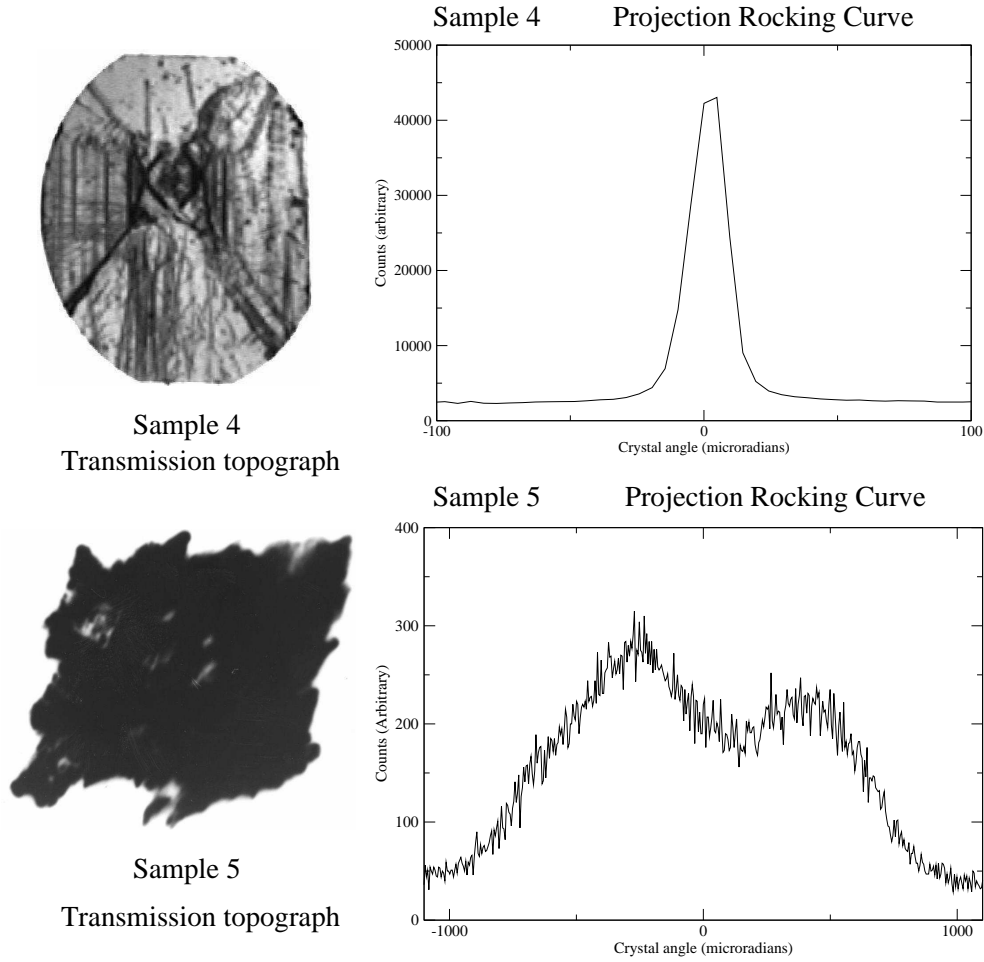 Sample 4 Projection Rocking Curve
50000
40000
30000
20000
10000
0
Counts (arbitrary)
-100 0 100
Crystal angle (microradians)
Sample 4
Transmission topograph
Sample 5 Projection Rocking Curve
400
300
200
100
0
Counts (Arbitrary)
-1000 0 1000
Crystal angle (microradians)
Sample 5
Transmission topograph